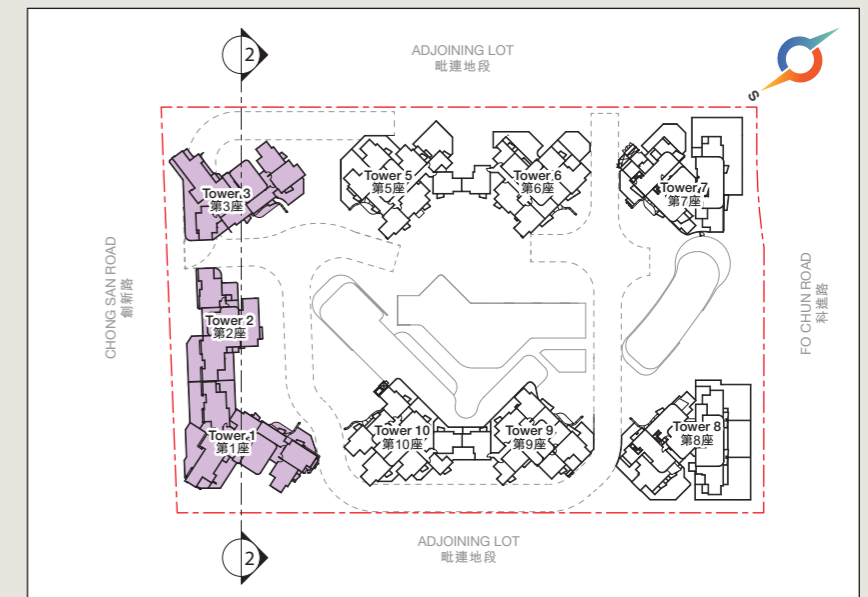 2
ADJOINING LOT
毗連地段
S
Tower 3
第3座
Tower 5
第5座
Tower 6
第6座
Tower 7
第7座
CHONG SAN ROAD
創新路
FO CHUN ROAD
科進路
Tower 2
第2座
Tower 1
第1座
Tower 10
第10座
Tower 9
第9座
Tower 8
第8座
2
ADJOINING LOT
毗連地段